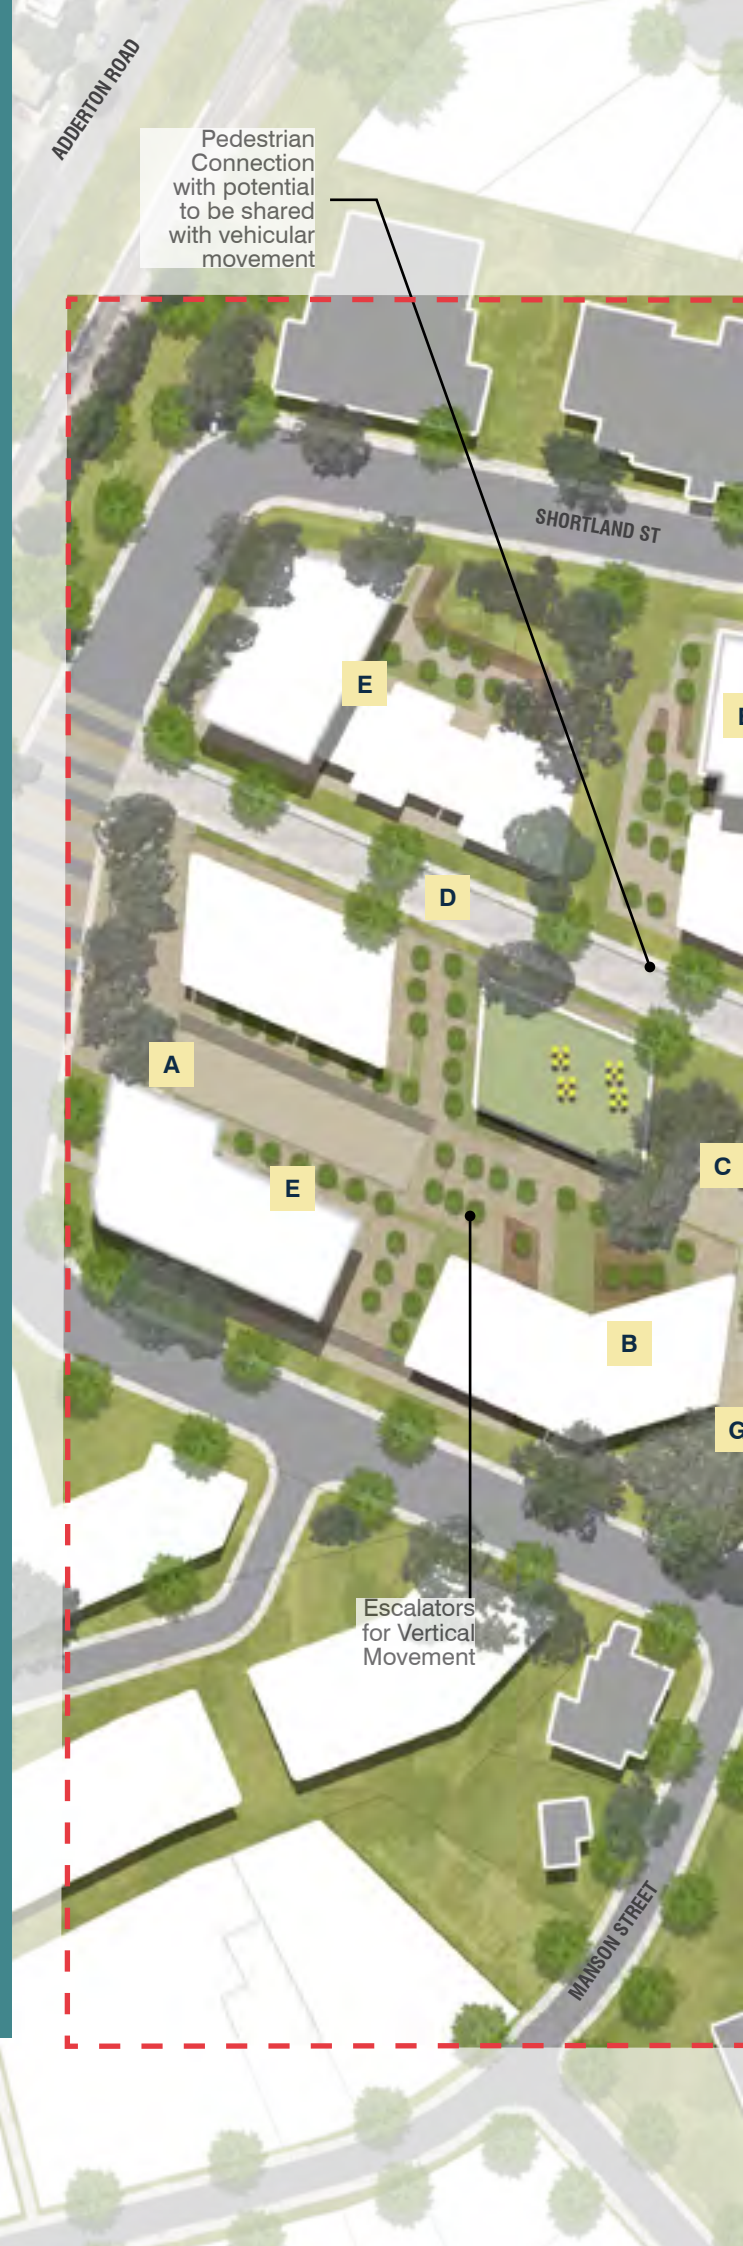 ADDERTON ROAD
Pedestrian
Connection
with potential
to be shared
with vehicular
movement
SHORTLAND ST
E
D
A
C
E
B
G
Escalators
for Vertical
Movement
MANSON STREET